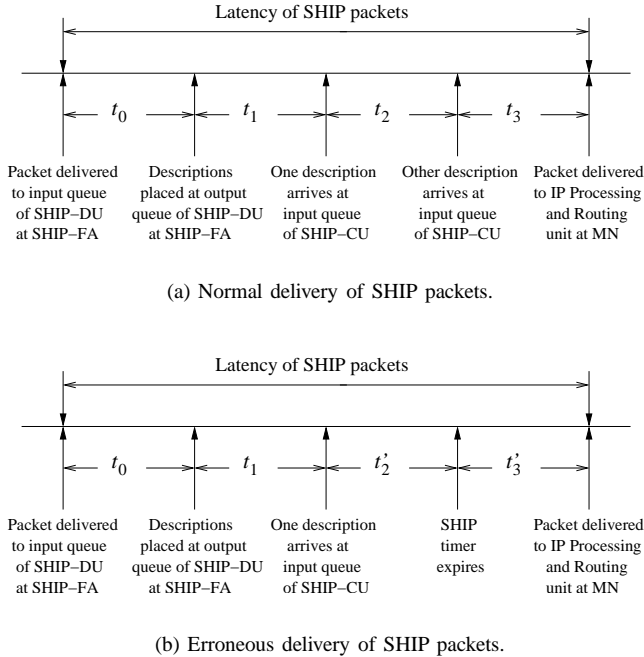 Latency of SHIP packets
t0 t1 t2 t3
Packet delivered
to input queue
of SHIP–DU
at SHIP–FA
Descriptions
placed at output
queue of SHIP–DU
at SHIP–FA
One description
arrives at
input queue
of SHIP–CU
Other description
arrives at
input queue
of SHIP–CU
Packet delivered
to IP Processing
and Routing
unit at MN
(a) Normal delivery of SHIP packets.
Latency of SHIP packets
t0 t1 t'2 t'3
Packet delivered
to input queue
of SHIP–DU
at SHIP–FA
Descriptions
placed at output
queue of SHIP–DU
at SHIP–FA
One description
arrives at
input queue
of SHIP–CU
SHIP
timer
expires
Packet delivered
to IP Processing
and Routing
unit at MN
(b) Erroneous delivery of SHIP packets.